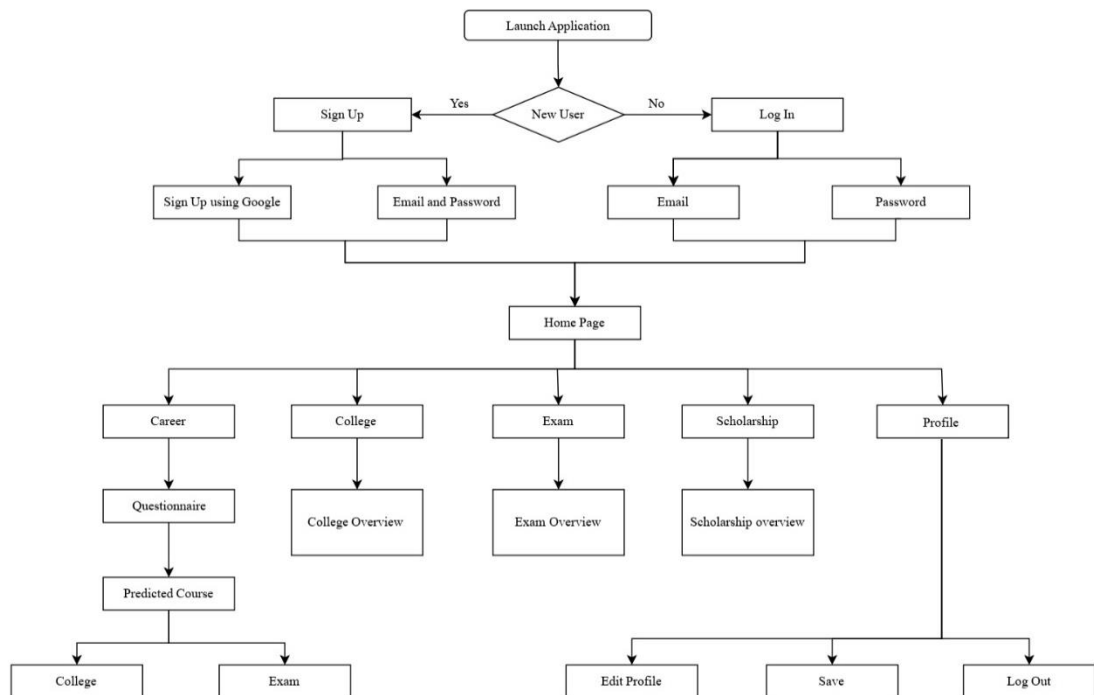 Launch Application
Yes
New User
No
Sign Up
Log In
Sign Up using Google
Email and Password
Email
Password
Home Page
Career
College
Exam
Scholarship
Profile
Questionnaire
College Overview
Exam Overview
Scholarship overview
Predicted Course
College
Exam
Edit Profile
Save
Log Out